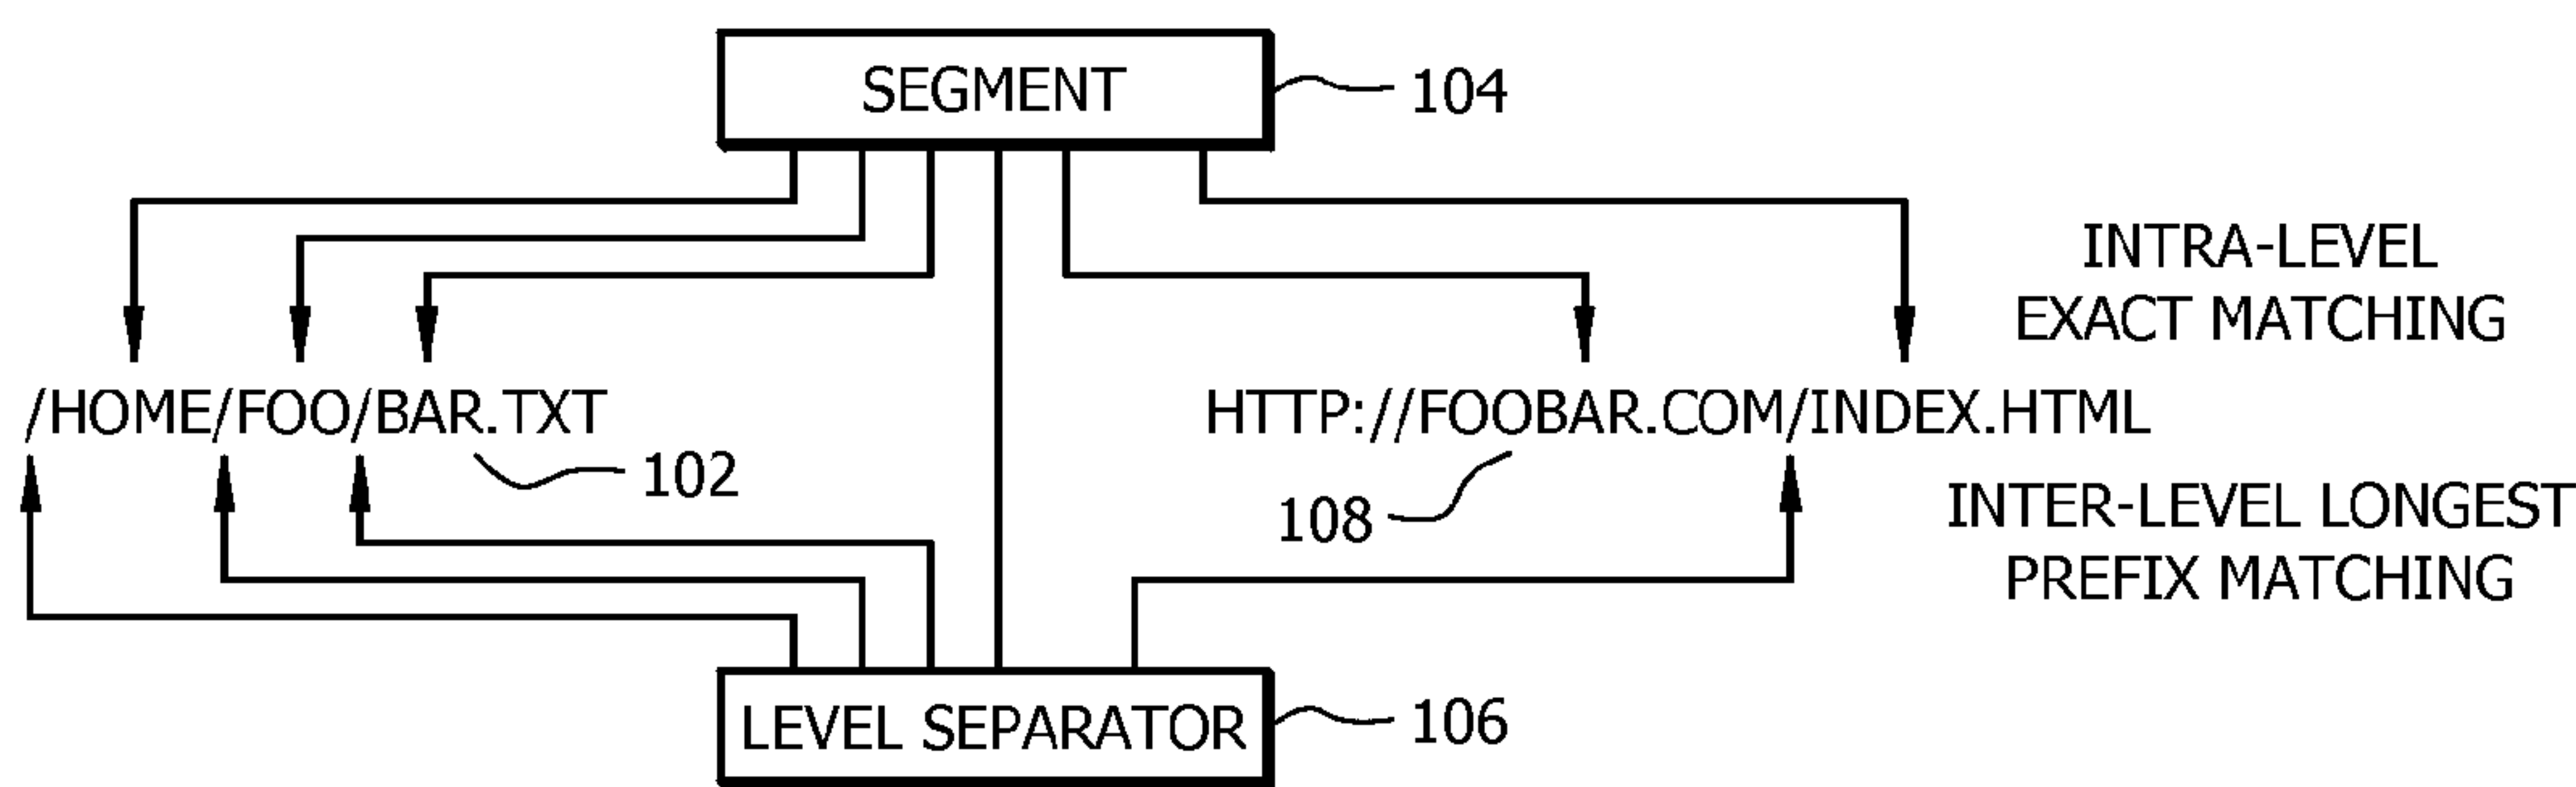 SEGMENT
104
INTRA-LEVEL
EXACT MATCHING
/HOME/FOO/BAR.TXT
HTTP://FOOBAR.COM/INDEX.HTML
102
108
INTER-LEVEL LONGEST
PREFIX MATCHING
LEVEL SEPARATOR
106